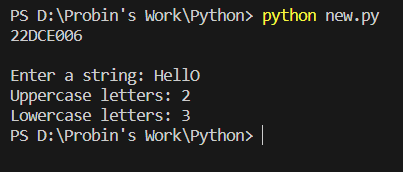 PS D:\Probin's Work\Python> python new.py
22DCE006
Enter a string: HellO
Uppercase letters: 2
Lowercase letters: 3
PS D:\Probin's Work\Python>